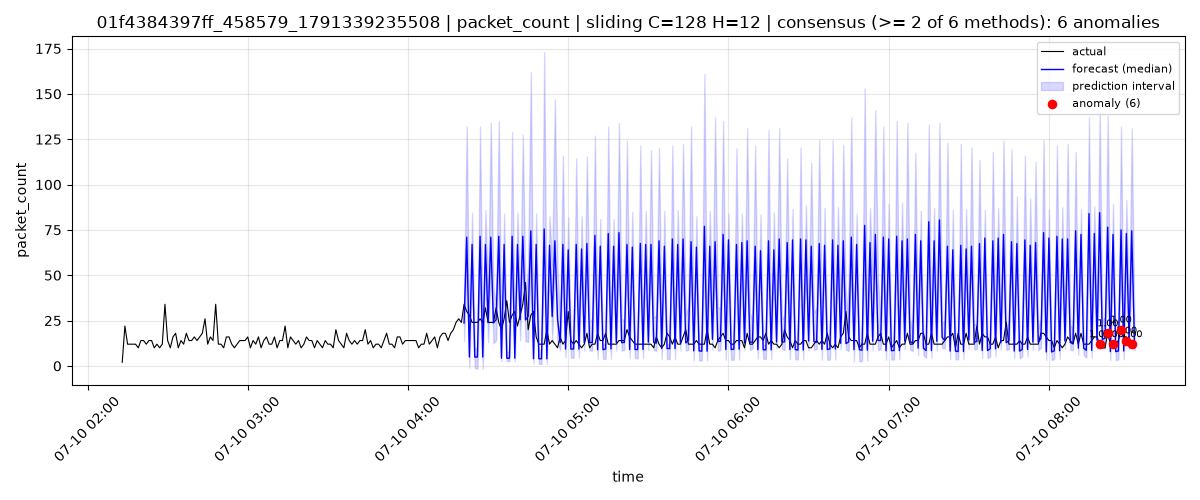 01f4384397ff_458579_1791339235508 | packet_count | sliding C=128 H=12 | consensus (>= 2 of 6 methods): 6 anomalies
actual
forecast (median)
prediction interval
anomaly (6)
packet_count
175
150
125
100
75
50
25
0
07-10 02:00
07-10 03:00
07-10 04:00
07-10 05:00
07-10 06:00
07-10 07:00
07-10 08:00
time